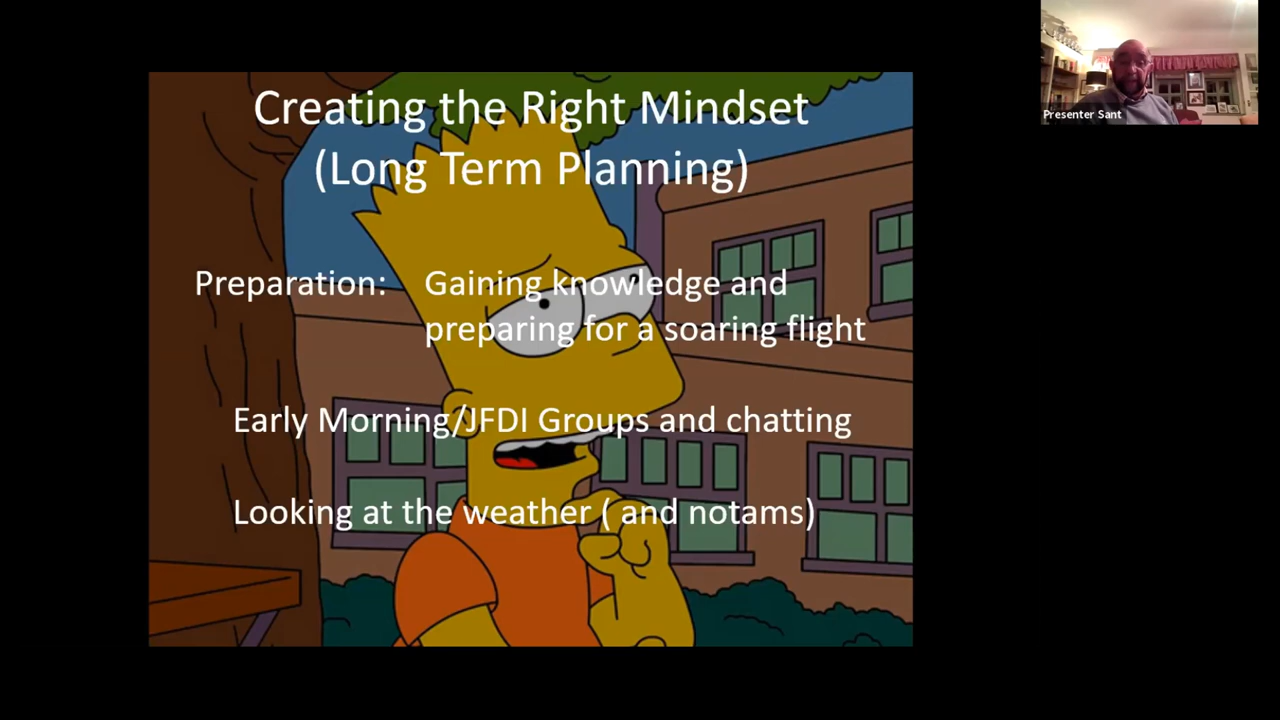 Creating the Right Mindset
(Long Term Planning)
Preparation: Gaining knowledge and
preparing for a soaring flight
Early Morning/JFDI Groups and chatting
Looking at the weather ( and notams)
Presenter Sant